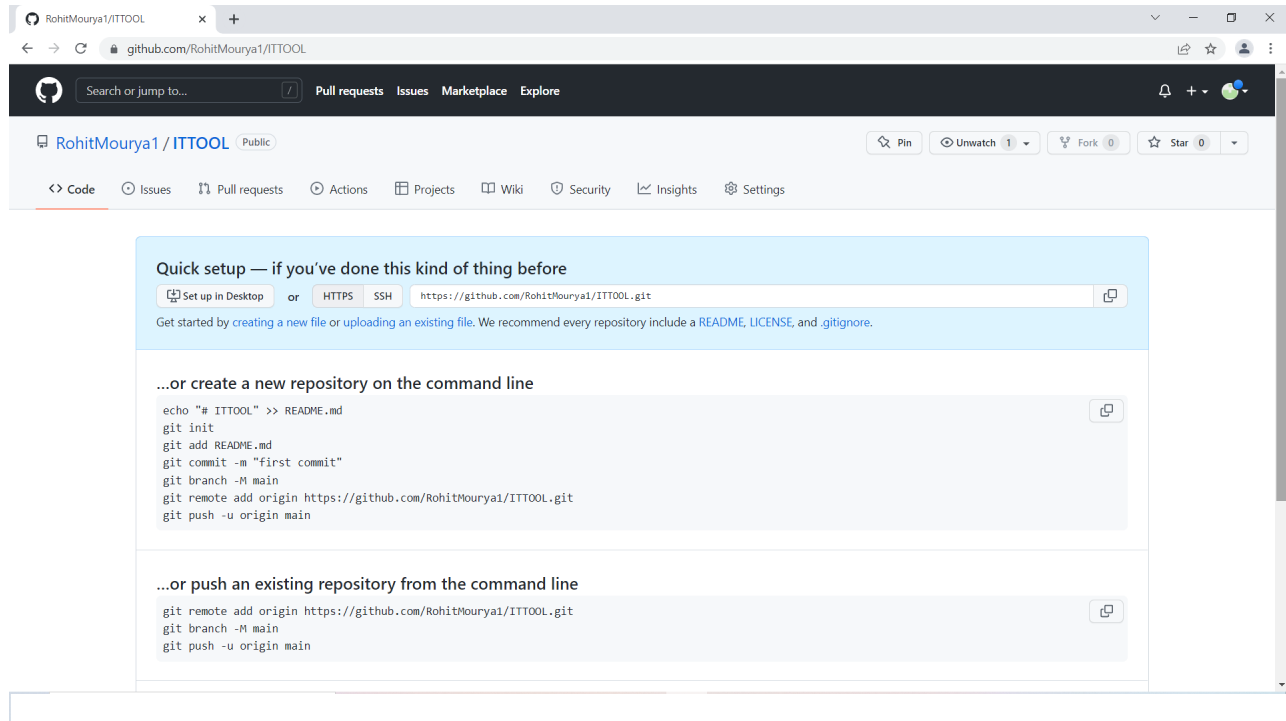 RohitMourya1/ITTOOL
github.com/RohitMourya1/ITTOOL
Search or jump to... / Pull requests Issues Marketplace Explore
RohitMourya1 / ITTOOL Public Pin Unwatch 1 Fork 0 Star 0
<> Code Issues Pull requests Actions Projects Wiki Security Insights Settings
Quick setup — if you’ve done this kind of thing before
Set up in Desktop or HTTPS SSH https://github.com/RohitMourya1/ITTOOL.git
Get started by creating a new file or uploading an existing file. We recommend every repository include a README, LICENSE, and .gitignore.
…or create a new repository on the command line
echo "# ITTOOL" >> README.md
git init
git add README.md
git commit -m "first commit"
git branch -M main
git remote add origin https://github.com/RohitMourya1/ITTOOL.git
git push -u origin main
…or push an existing repository from the command line
git remote add origin https://github.com/RohitMourya1/ITTOOL.git
git branch -M main
git push -u origin main